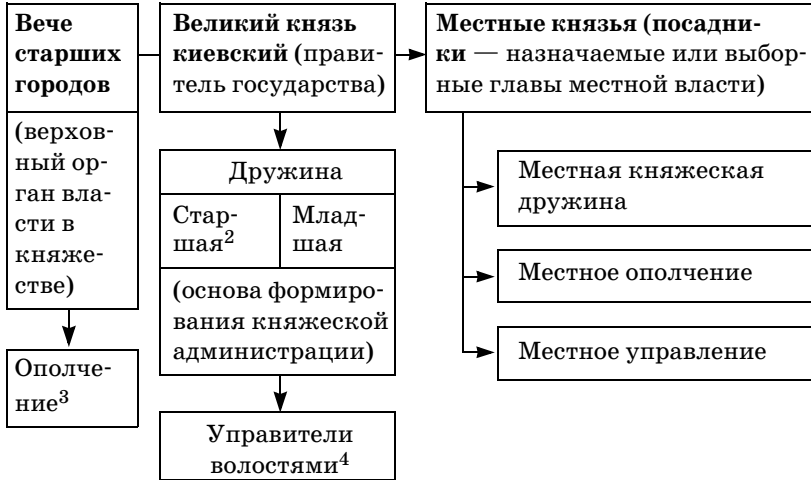 Вече
старших
городов
(верхов-
ный ор-
ган вла-
сти в
княже-
стве)
Ополче-
ние³
Великий князь
киевский (прави-
тель государства)
Дружина
Стар-
шая²
Млад-
шая
(основа формиро-
вания княжеской
администрации)
Управители
волостями⁴
Местные князья (посадни-
ки — назначаемые или выбор-
ные главы местной власти)
Местная княжеская
дружина
Местное ополчение
Местное управление